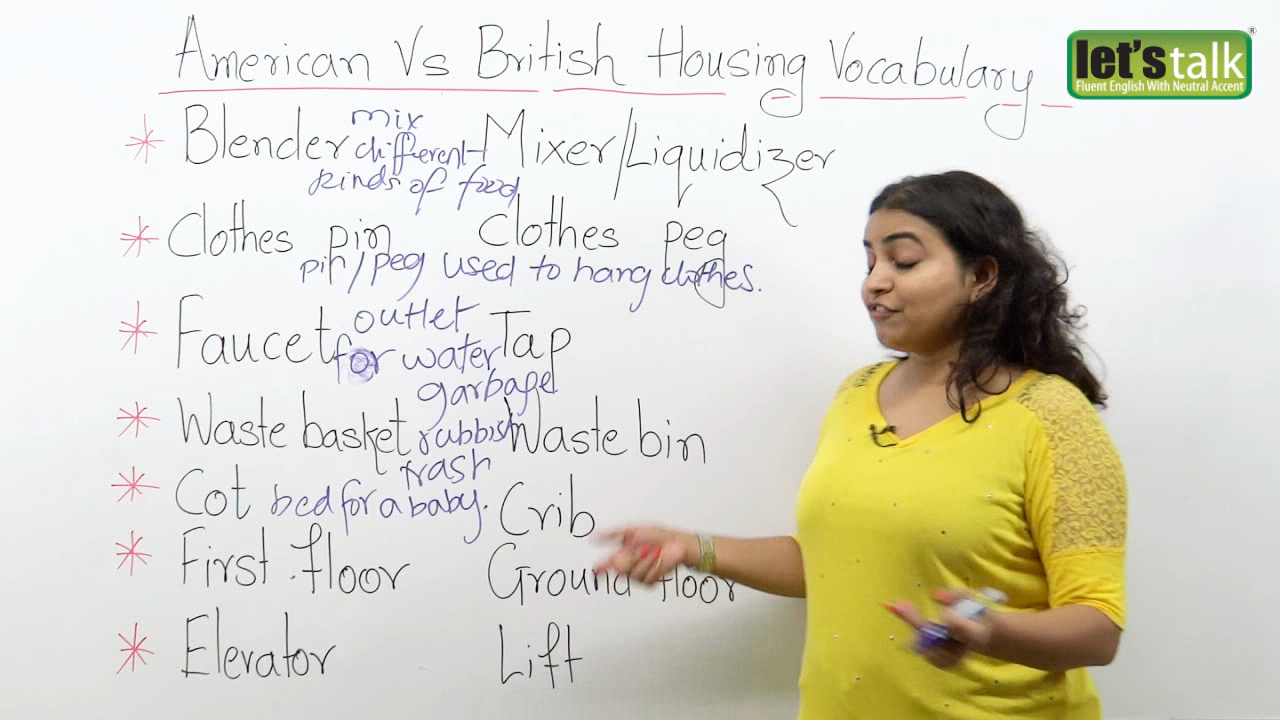 American Vs British Housing Vocabulary
let's talk
®
Fluent English With Neutral Accent
* Blender mix different kinds of food Mixer/Liquidizer
* Clothes pin Clothes peg
pin/peg used to hang clothes.
* Faucet outlet for water Tap
* Waste basket garbage rubbish trash Waste bin
* Cot bed for a baby. Crib
* First floor Ground floor
* Elevator Lift